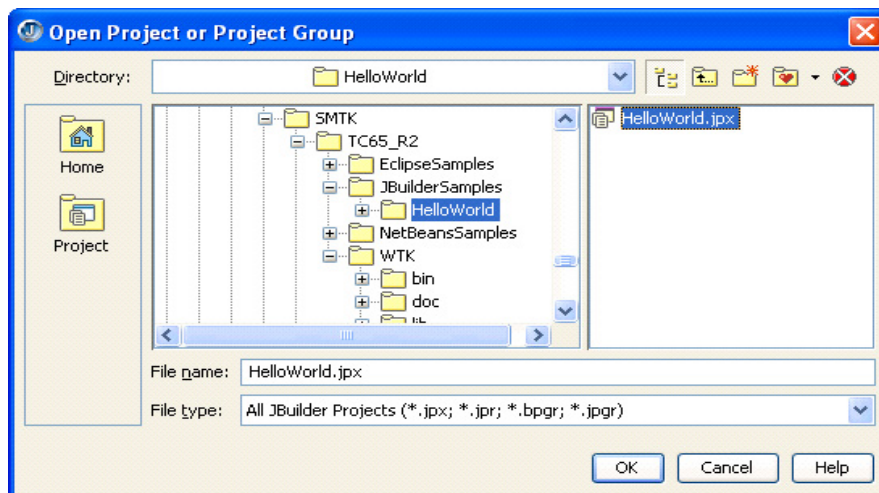 Open Project or Project Group
Directory:
HelloWorld
Home
Project
SMTK
TC65_R2
EclipseSamples
JBuilderSamples
HelloWorld
NetBeansSamples
WTK
bin
doc
lib
HelloWorld.jpx
File name: HelloWorld.jpx
File type: All JBuilder Projects (*.jpx; *.jpr; *.bpgr; *.jpgr)
OK Cancel Help